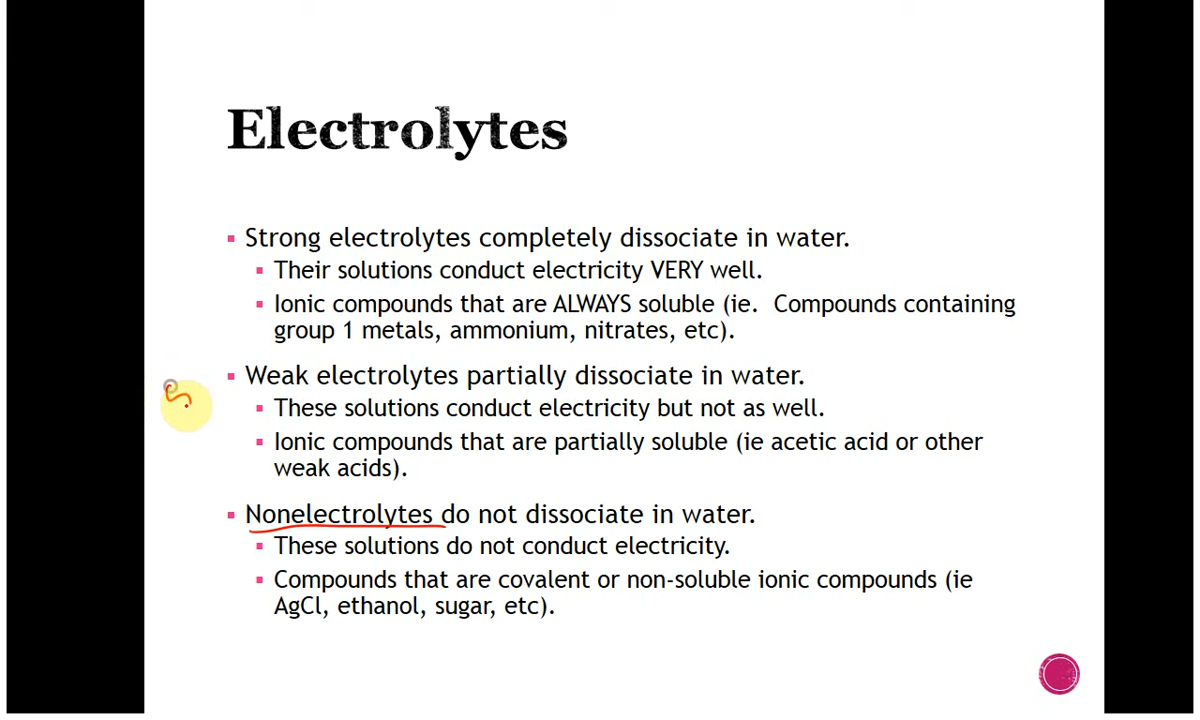 Electrolytes
Strong electrolytes completely dissociate in water.
Their solutions conduct electricity VERY well.
Ionic compounds that are ALWAYS soluble (ie.  Compounds containing
group 1 metals, ammonium, nitrates, etc).
Weak electrolytes partially dissociate in water.
These solutions conduct electricity but not as well.
Ionic compounds that are partially soluble (ie acetic acid or other
weak acids).
Nonelectrolytes do not dissociate in water.
These solutions do not conduct electricity.
Compounds that are covalent or non-soluble ionic compounds (ie
AgCl, ethanol, sugar, etc).